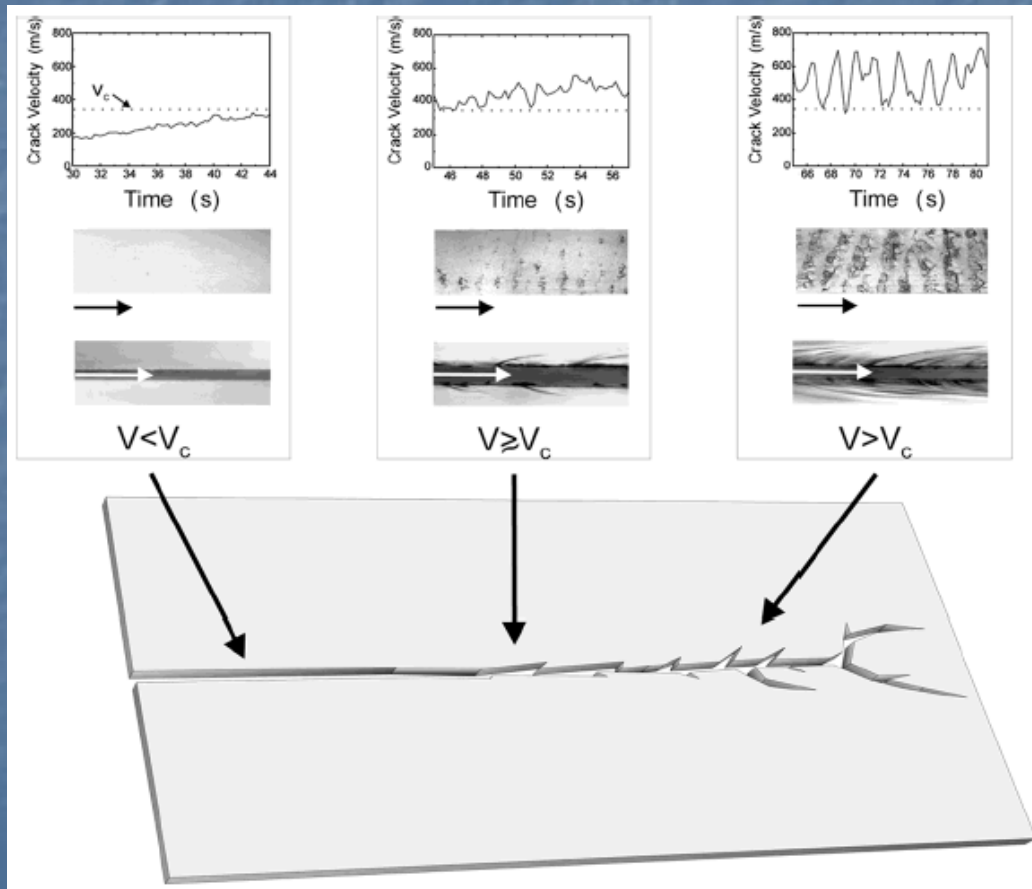 Crack Velocity (m/s)
800
600
400
200
0
V_c
30 32 34 36 38 40 42 44
Time (s)
V<V_c
Crack Velocity (m/s)
800
600
400
200
0
46 48 50 52 54 56
Time (s)
V≳V_c
Crack Velocity (m/s)
800
600
400
200
0
66 68 70 72 74 76 78 80
Time (s)
V>V_c